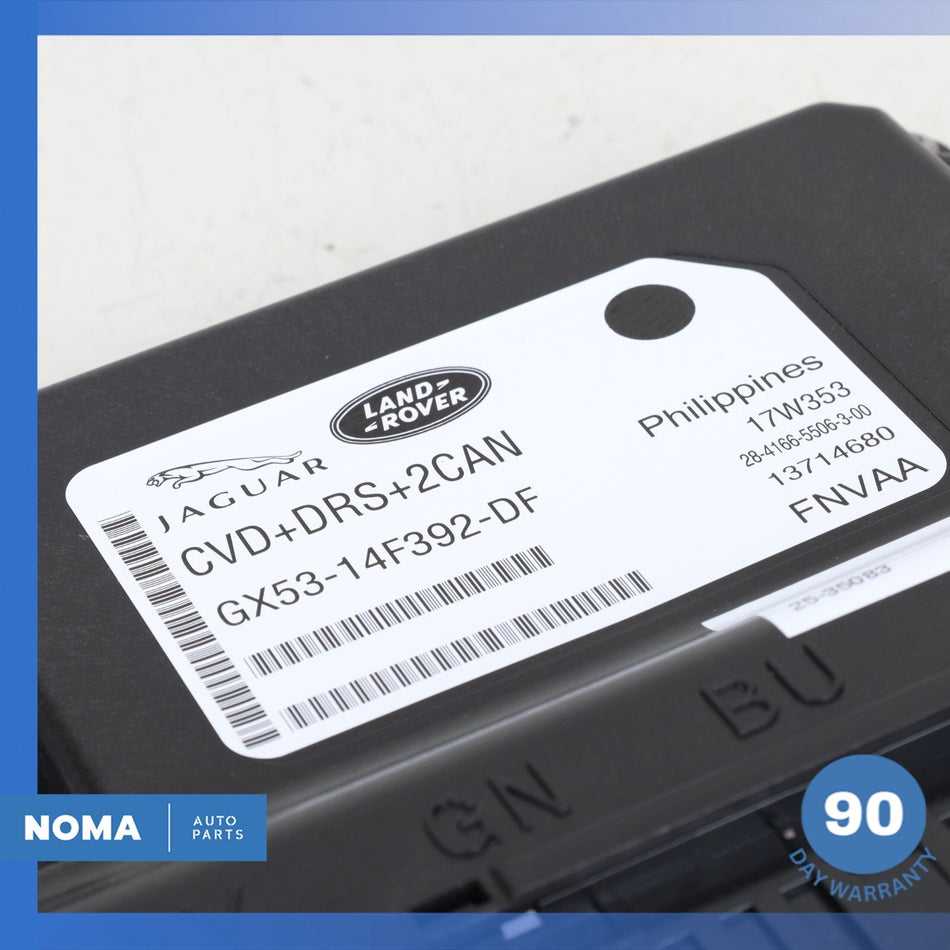 LAND-
-ROVER
JAGUAR
CVD+DRS+2CAN
GX53-14F392-DF
Philippines
17W353
28-4166-5506-3-00
13714680
FNVAA
25-35083
BU
GN
NOMA
AUTO
PARTS
90
DAY WARRANTY